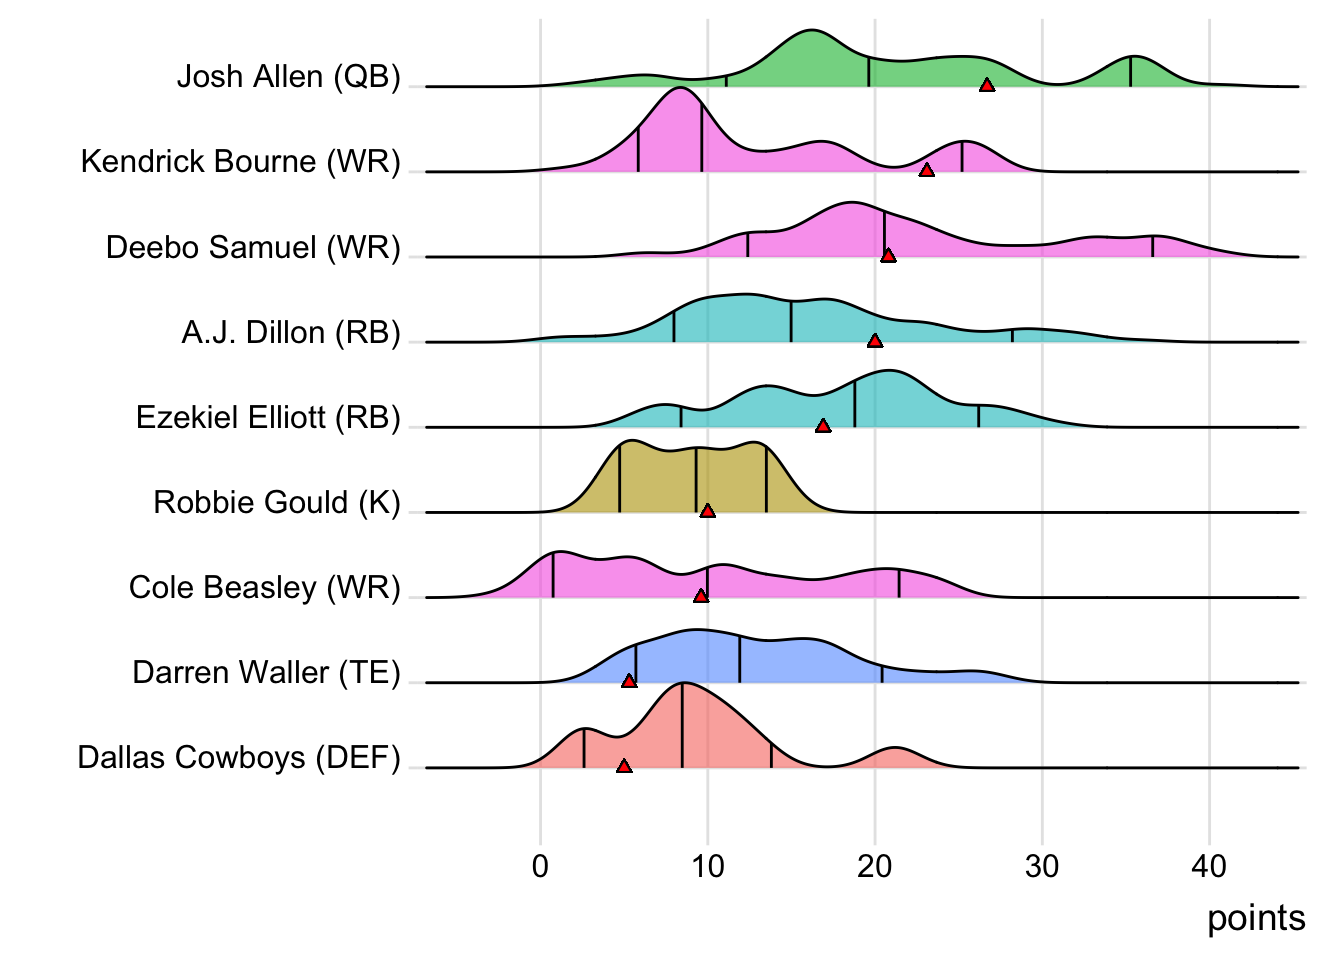 Josh Allen (QB)
Kendrick Bourne (WR)
Deebo Samuel (WR)
A.J. Dillon (RB)
Ezekiel Elliott (RB)
Robbie Gould (K)
Cole Beasley (WR)
Darren Waller (TE)
Dallas Cowboys (DEF)
0 10 20 30 40
points